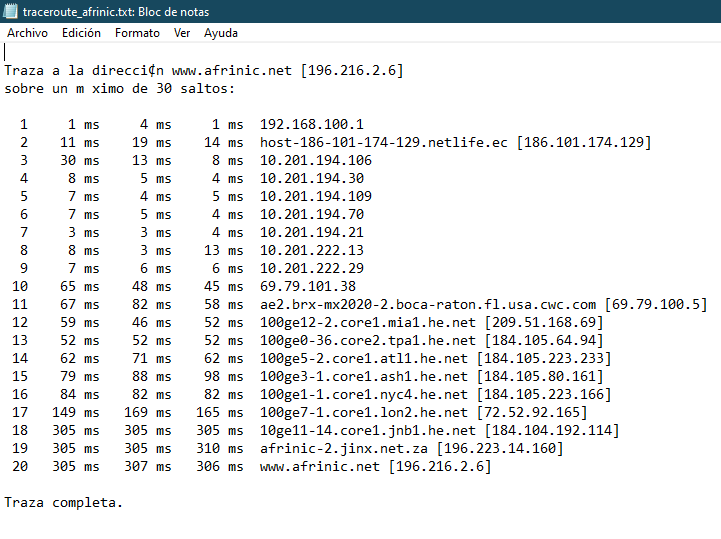 traceroute_afrinic.txt: Bloc de notas
Archivo Edición Formato Ver Ayuda
Traza a la direcci¢n www.afrinic.net [196.216.2.6]
sobre un m ximo de 30 saltos:
1 1 ms 4 ms 1 ms 192.168.100.1
2 11 ms 19 ms 14 ms host-186-101-174-129.netlife.ec [186.101.174.129]
3 30 ms 13 ms 8 ms 10.201.194.106
4 8 ms 5 ms 4 ms 10.201.194.30
5 7 ms 4 ms 5 ms 10.201.194.109
6 7 ms 5 ms 4 ms 10.201.194.70
7 3 ms 3 ms 4 ms 10.201.194.21
8 8 ms 3 ms 13 ms 10.201.222.13
9 7 ms 6 ms 6 ms 10.201.222.29
10 65 ms 48 ms 45 ms 69.79.101.38
11 67 ms 82 ms 58 ms ae2.brx-mx2020-2.boca-raton.fl.usa.cwc.com [69.79.100.5]
12 59 ms 46 ms 52 ms 100ge12-2.core1.mia1.he.net [209.51.168.69]
13 52 ms 52 ms 52 ms 100ge0-36.core2.tpa1.he.net [184.105.64.94]
14 62 ms 71 ms 62 ms 100ge5-2.core1.atl1.he.net [184.105.223.233]
15 79 ms 88 ms 98 ms 100ge3-1.core1.ash1.he.net [184.105.80.161]
16 84 ms 82 ms 82 ms 100ge1-1.core1.nyc4.he.net [184.105.223.166]
17 149 ms 169 ms 165 ms 100ge7-1.core1.lon2.he.net [72.52.92.165]
18 305 ms 305 ms 305 ms 10ge11-14.core1.jnb1.he.net [184.104.192.114]
19 305 ms 305 ms 310 ms afrinic-2.jinx.net.za [196.223.14.160]
20 305 ms 307 ms 306 ms www.afrinic.net [196.216.2.6]
Traza completa.